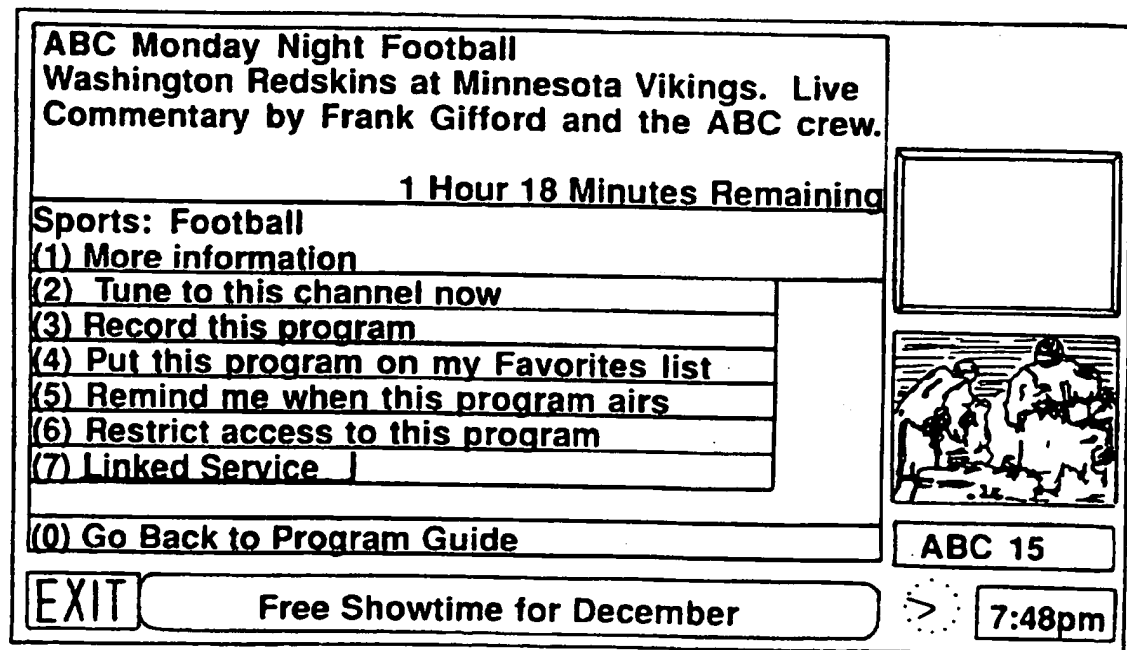 ABC Monday Night Football
Washington Redskins at Minnesota Vikings. Live
Commentary by Frank Gifford and the ABC crew.
1 Hour 18 Minutes Remaining
Sports: Football
(1) More information
(2) Tune to this channel now
(3) Record this program
(4) Put this program on my Favorites list
(5) Remind me when this program airs
(6) Restrict access to this program
(7) Linked Service
(0) Go Back to Program Guide
ABC 15
EXIT
Free Showtime for December
7:48pm